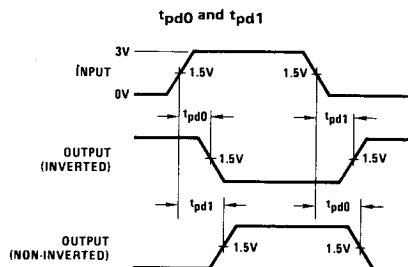 tpd0 and tpd1
3V
INPUT
1.5V
1.5V
0V
tpd0
tpd1
OUTPUT
(INVERTED)
1.5V
1.5V
tpd1
tpd0
OUTPUT
(NON-INVERTED)
1.5V
1.5V